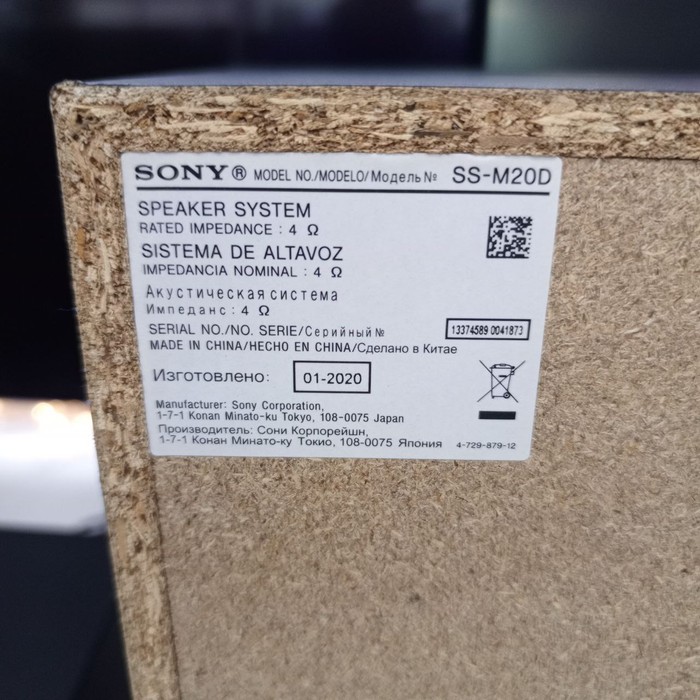 SONY® MODEL NO./MODELO/Модель № SS-M20D
SPEAKER SYSTEM
RATED IMPEDANCE : 4 Ω
SISTEMA DE ALTAVOZ
IMPEDANCIA NOMINAL : 4 Ω
Акустическая система
Импеданс : 4 Ω
SERIAL NO./NO. SERIE/Серийный № 13374589 0041873
MADE IN CHINA/HECHO EN CHINA/Сделано в Китае
Изготовлено: 01-2020
Manufacturer: Sony Corporation,
1-7-1 Konan Minato-ku Tokyo, 108-0075 Japan
Производитель: Сони Корпорейшн,
1-7-1 Конан Минато-ку Токио, 108-0075 Япония 4-729-879-12